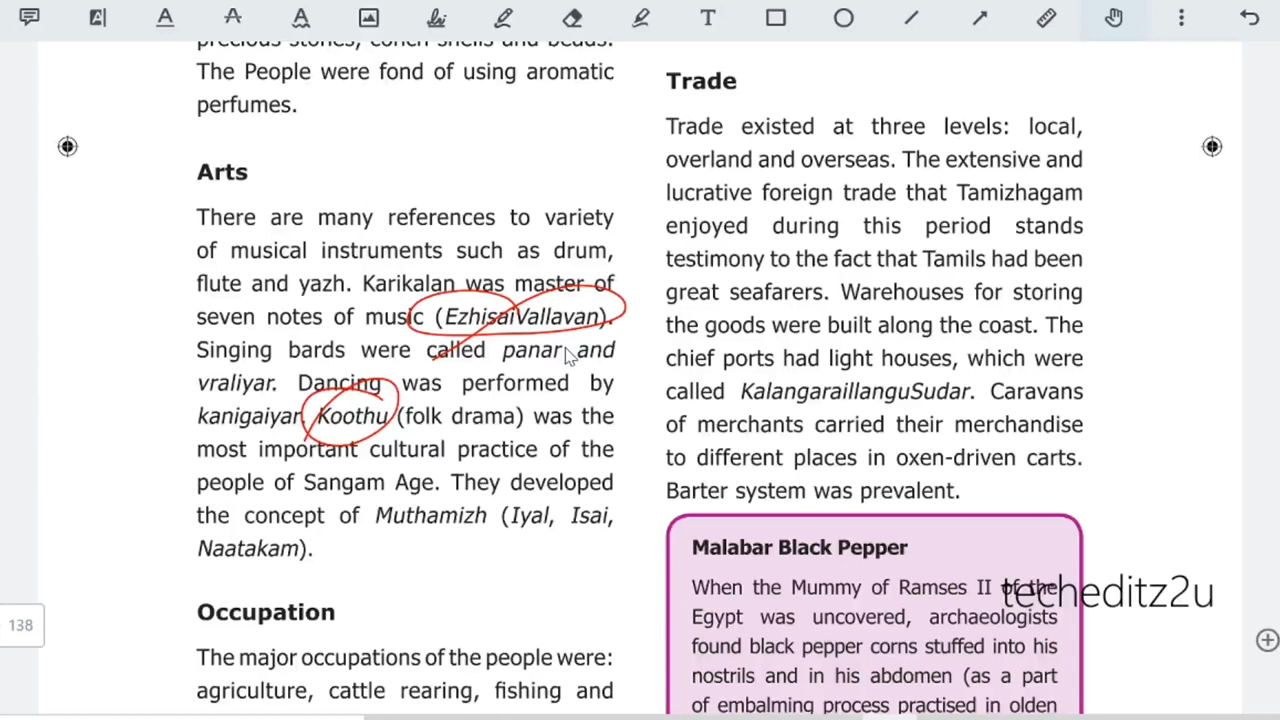 precious stones, conch shells and beads.
The People were fond of using aromatic
perfumes.
Arts
There are many references to variety
of musical instruments such as drum,
flute and yazh. Karikalan was master of
seven notes of music (EzhisaiVallavan).
Singing bards were called panar and
vraliyar. Dancing was performed by
kanigaiyar. Koothu (folk drama) was the
most important cultural practice of the
people of Sangam Age. They developed
the concept of Muthamizh (Iyal, Isai,
Naatakam).
Occupation
The major occupations of the people were:
agriculture, cattle rearing, fishing and
138
Trade
Trade existed at three levels: local,
overland and overseas. The extensive and
lucrative foreign trade that Tamizhagam
enjoyed during this period stands
testimony to the fact that Tamils had been
great seafarers. Warehouses for storing
the goods were built along the coast. The
chief ports had light houses, which were
called KalangaraillanguSudar. Caravans
of merchants carried their merchandise
to different places in oxen-driven carts.
Barter system was prevalent.
Malabar Black Pepper
When the Mummy of Ramses II of the
Egypt was uncovered, archaeologists
found black pepper corns stuffed into his
nostrils and in his abdomen (as a part
of embalming process practised in olden
techeditz2u